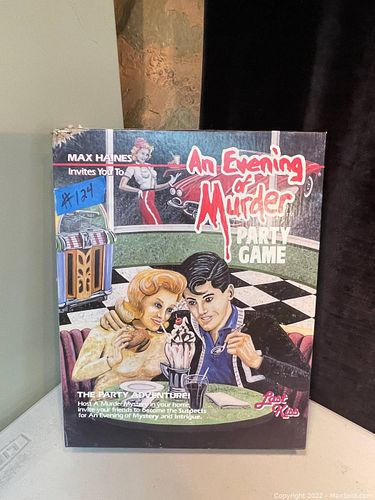 MAX HAINES
Invites You To
An Evening
of
Murder
PARTY
GAME
A124
THE PARTY ADVENTURE!
Host A Murder Mystery in your home,
invite your friends to become the Suspects
for An Evening of Mystery and Intrigue.
Last
Kiss
Copyright 2022 - MaxSold.com